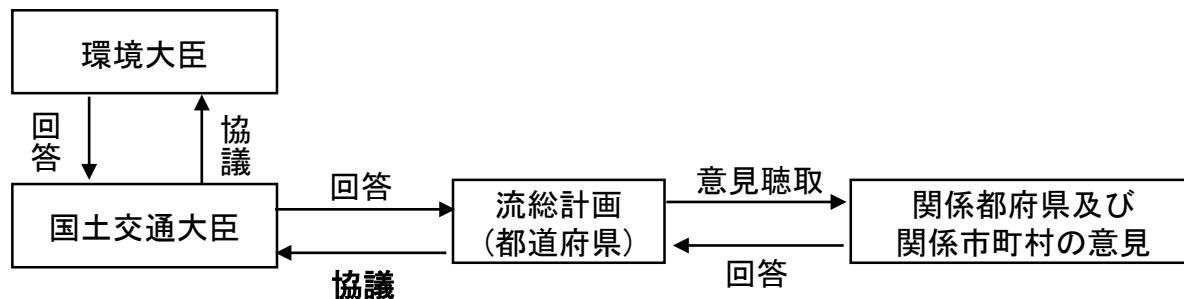 環境大臣
回答
協議
国土交通大臣
回答
協議
流総計画
(都道府県)
意見聴取
回答
関係都府県及び
関係市町村の意見